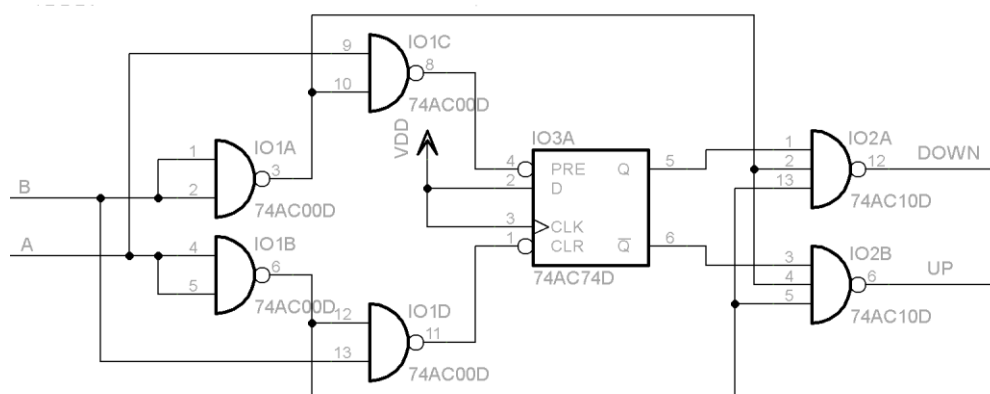 IO1C
9
8
10
74AC00D
IO1A
1
3
2
74AC00D
B
VDD
IO3A
4
PRE
Q
5
2
D
3
CLK
1
CLR
Q
6
74AC74D
IO2A
1
2
12
13
DOWN
74AC10D
A
IO1B
4
6
5
74AC00D
IO2B
3
4
6
5
UP
74AC10D
IO1D
12
11
13
74AC00D